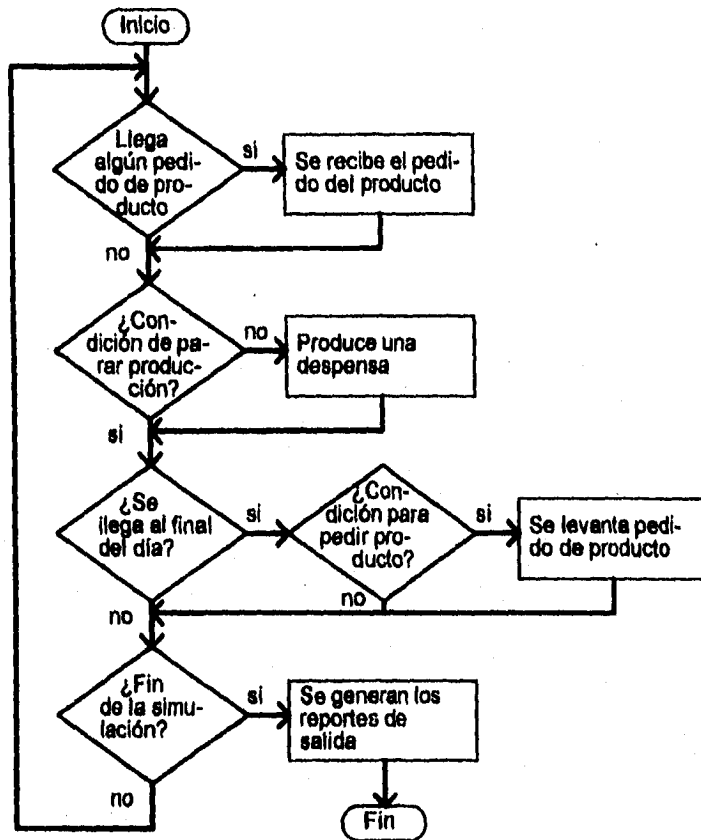 Inicio
Llega
algún pedi-
do de pro-
ducto
si
Se recibe el pedi-
do del producto
no
¿Con-
dición de pa-
rar produc-
ción?
no
Produce una
despensa
si
¿Se
llega al final
del día?
si
¿Con-
dición para
pedir pro-
ducto?
si
Se levanta pedi-
do de producto
no
no
¿Fin
de la simu-
lación?
si
Se generan los
reportes de
salida
no
Fin